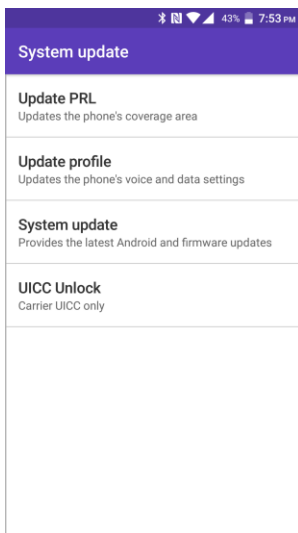 43% 7:53 PM
System update
Update PRL
Updates the phone's coverage area
Update profile
Updates the phone's voice and data settings
System update
Provides the latest Android and firmware updates
UICC Unlock
Carrier UICC only